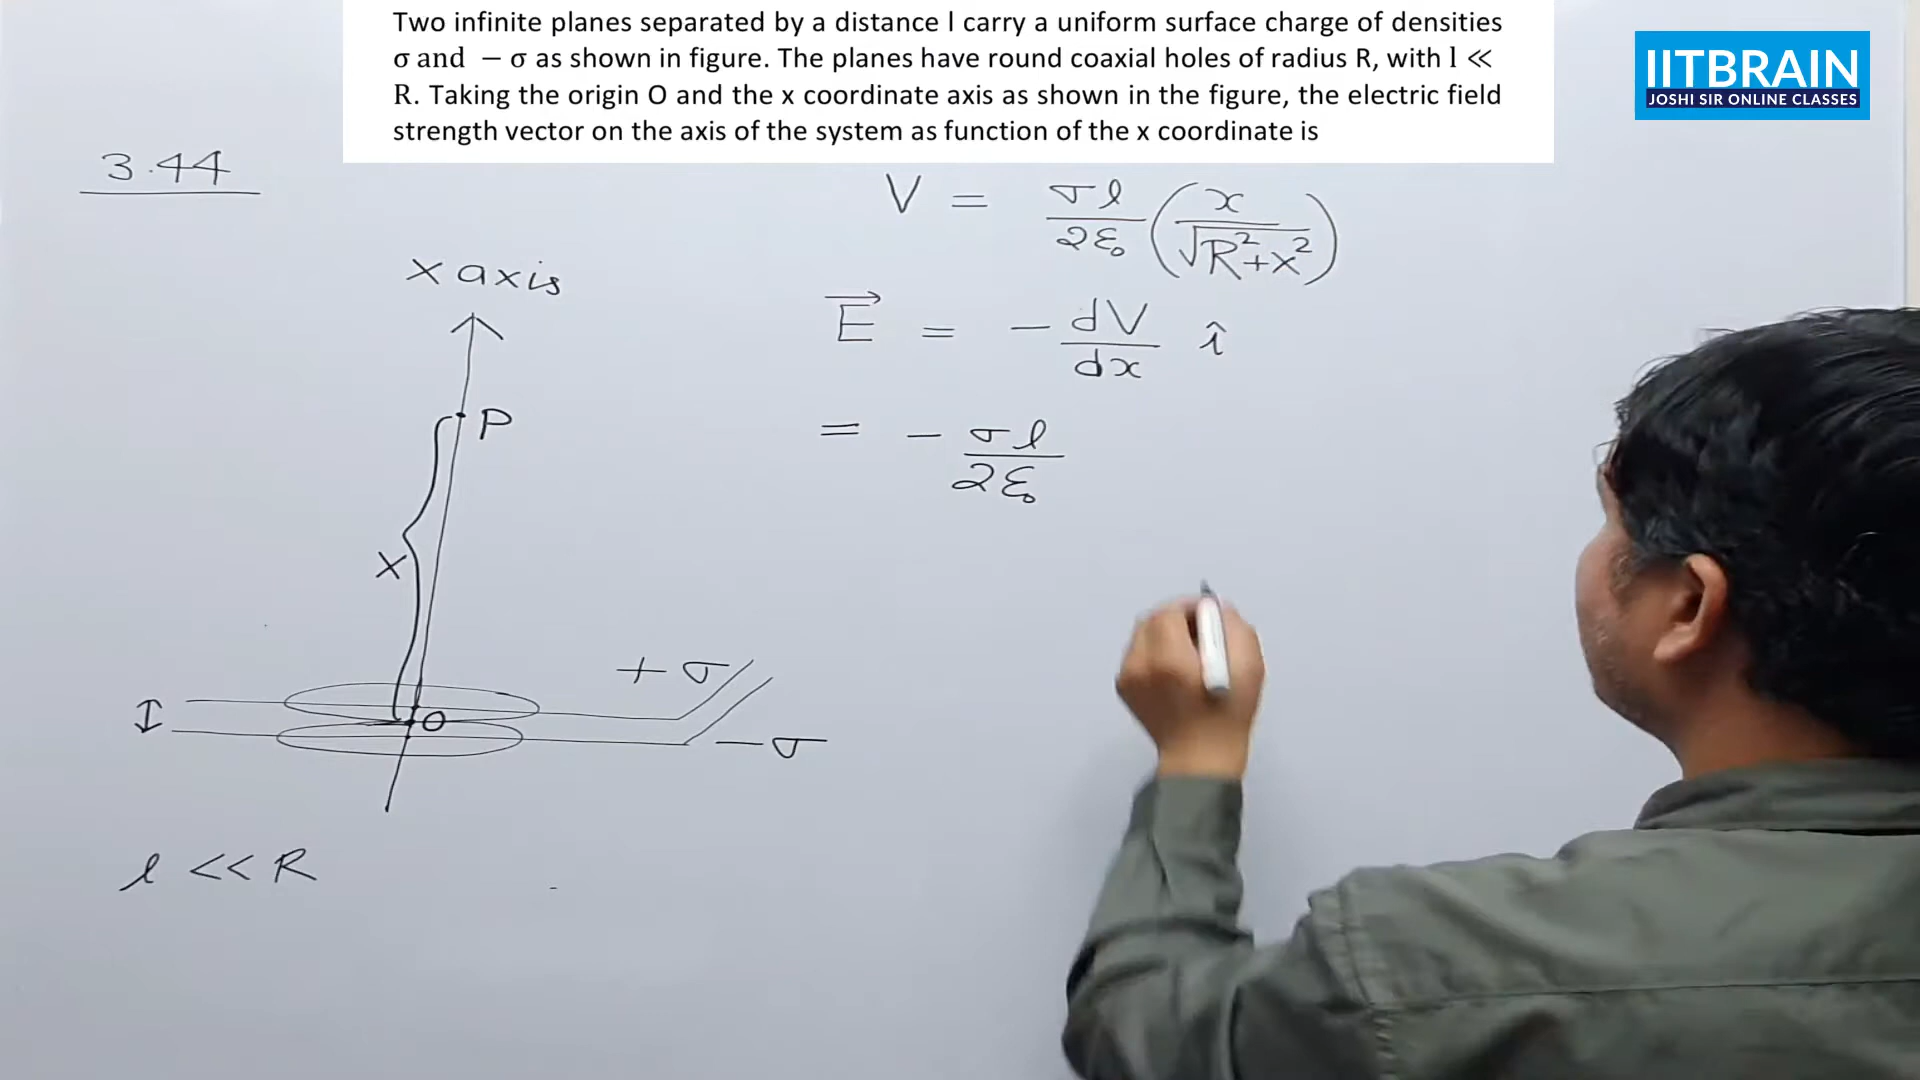 Two infinite planes separated by a distance l carry a uniform surface charge of densities
σ and − σ as shown in figure. The planes have round coaxial holes of radius R, with l ≪
R. Taking the origin O and the x coordinate axis as shown in the figure, the electric field
strength vector on the axis of the system as function of the x coordinate is
IITBRAIN
JOSHI SIR ONLINE CLASSES
3.44
V = σl/2ε₀ (x/√(R²+x²))
x axis
E⃗ = − dV/dx î
P
= − σl/2ε₀
x
+σ
O
−σ
l << R